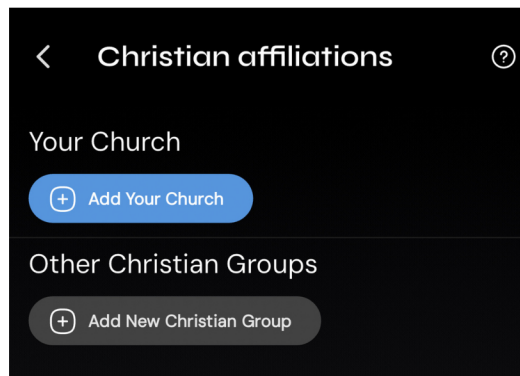 Christian affiliations
?
Your Church
Add Your Church
Other Christian Groups
Add New Christian Group